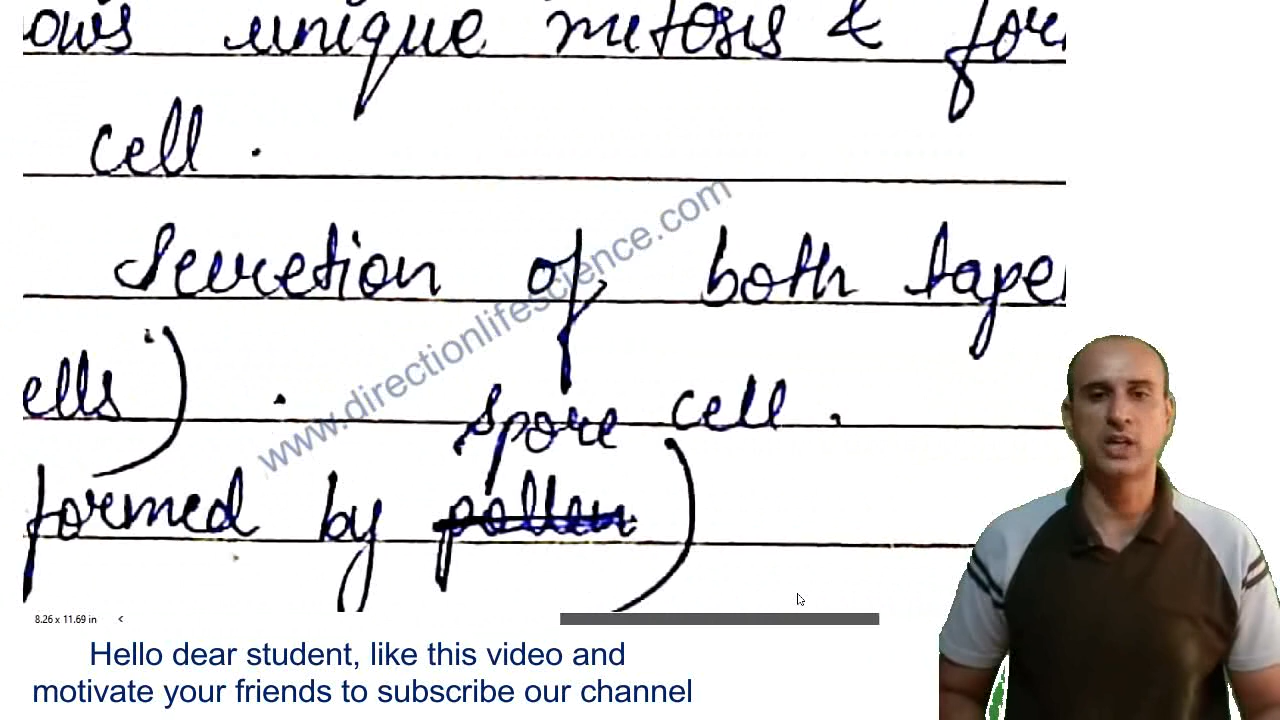 ows unique mitosis & for
cell .
Secretion of both tape
ells) . spore cell .
formed by pollen)
www.directionlifescience.com
8.26 x 11.69 in
Hello dear student, like this video and
motivate your friends to subscribe our channel